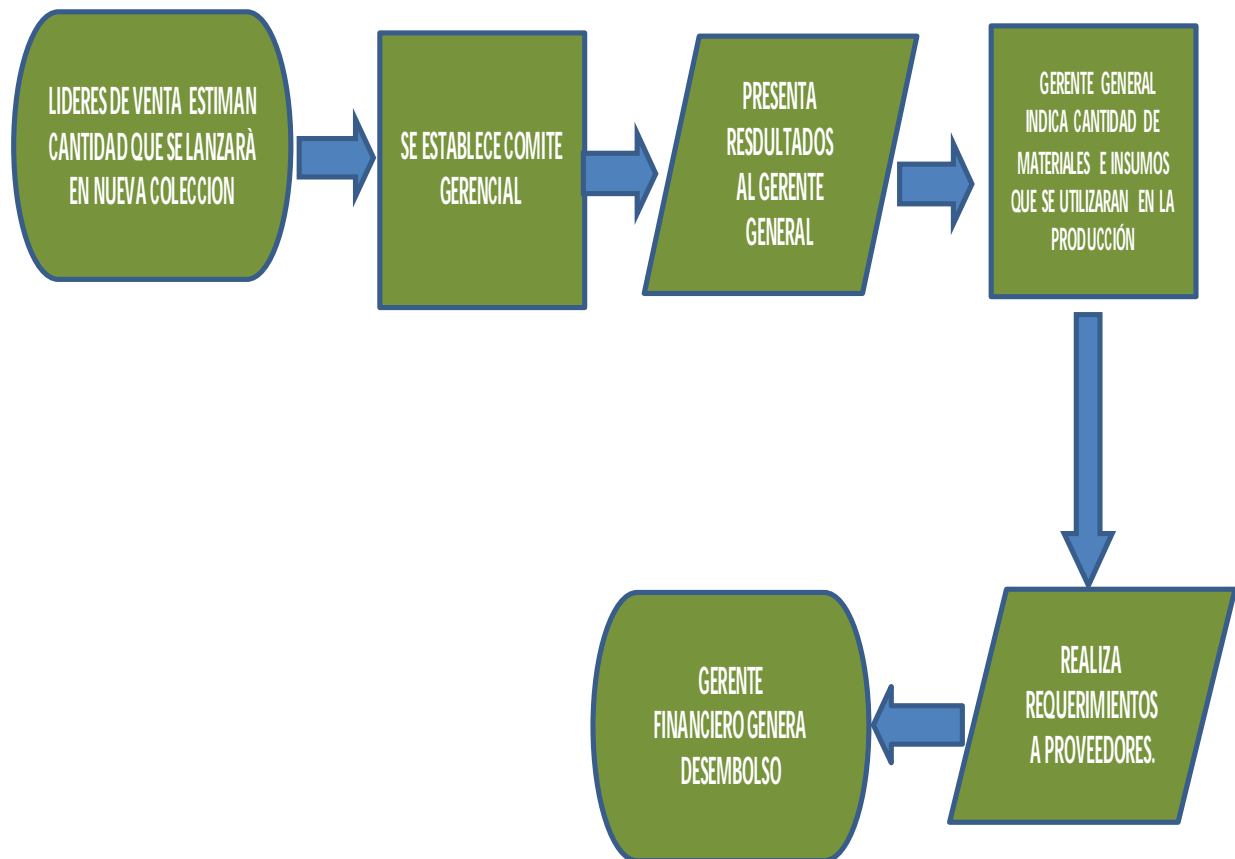 LIDERES DE VENTA ESTIMAN
CANTIDAD QUE SE LANZARÀ
EN NUEVA COLECCION
SE ESTABLECE COMITE
GERENCIAL
PRESENTA
RESDULTADOS
AL GERENTE
GENERAL
GERENTE GENERAL
INDICA CANTIDAD DE
MATERIALES E INSUMOS
QUE SE UTILIZARAN EN LA
PRODUCCIÓN
REALIZA
REQUERIMIENTOS
A PROVEEDORES.
GERENTE
FINANCIERO GENERA
DESEMBOLSO